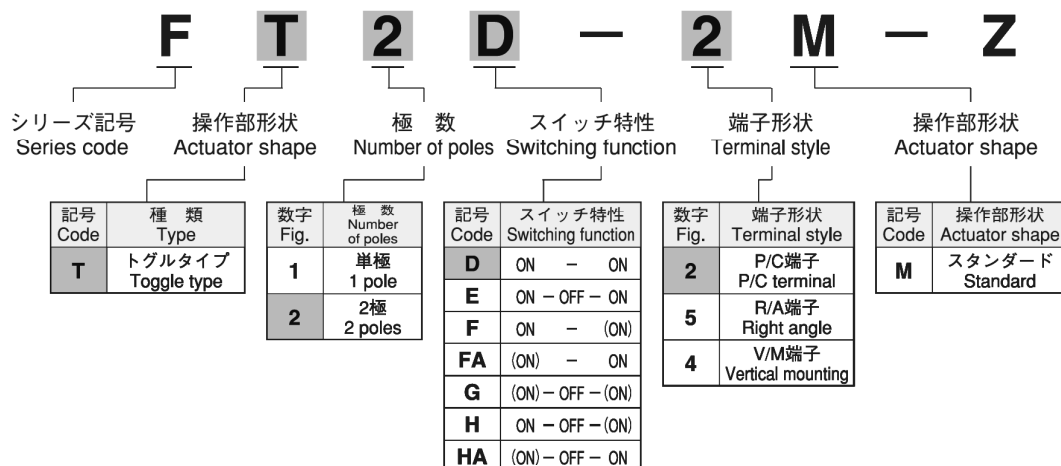 F T 2 D － 2 M － Z
シリーズ記号
Series code
操作部形状
Actuator shape
極　数
Number of poles
スイッチ特性
Switching function
端子形状
Terminal style
操作部形状
Actuator shape
記号
Code
種　類
Type
T
トグルタイプ
Toggle type
数字
Fig.
極　数
Number
of poles
1
単極
1 pole
2
2極
2 poles
記号
Code
スイッチ特性
Switching function
D ON － ON
E ON － OFF － ON
F ON － (ON)
FA (ON) － ON
G (ON) － OFF － (ON)
H ON － OFF － (ON)
HA (ON) － OFF － ON
数字
Fig.
端子形状
Terminal style
2
P/C端子
P/C terminal
5
R/A端子
Right angle
4
V/M端子
Vertical mounting
記号
Code
操作部形状
Actuator shape
M
スタンダード
Standard